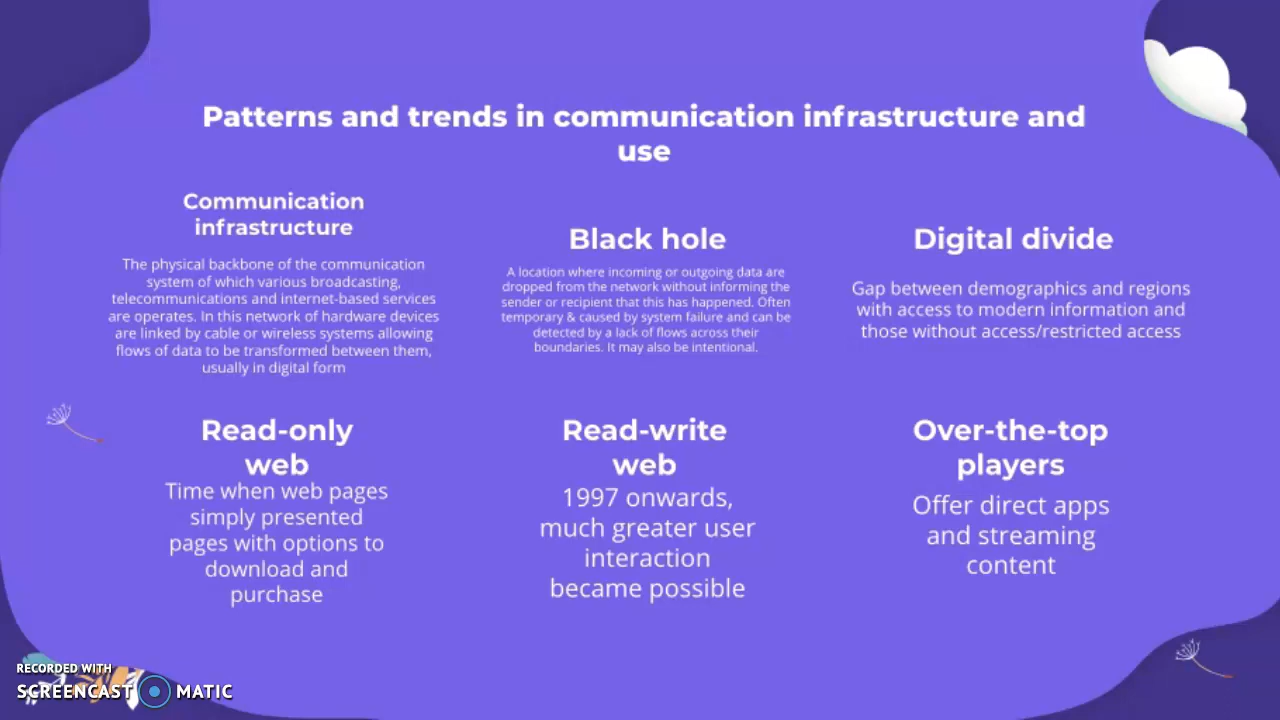 Patterns and trends in communication infrastructure and
use
Communication
infrastructure
The physical backbone of the communication
system of which various broadcasting,
telecommunications and internet-based services
are operates. In this network of hardware devices
are linked by cable or wireless systems allowing
flows of data to be transformed between them,
usually in digital form
Black hole
A location where incoming or outgoing data are
dropped from the network without informing the
sender or recipient that this has happened. Often
temporary & caused by system failure and can be
detected by a lack of flows across their
boundaries. It may also be intentional.
Digital divide
Gap between demographics and regions
with access to modern information and
those without access/restricted access
Read-only
web
Time when web pages
simply presented
pages with options to
download and
purchase
Read-write
web
1997 onwards,
much greater user
interaction
became possible
Over-the-top
players
Offer direct apps
and streaming
content
RECORDED WITH
SCREENCAST MATIC